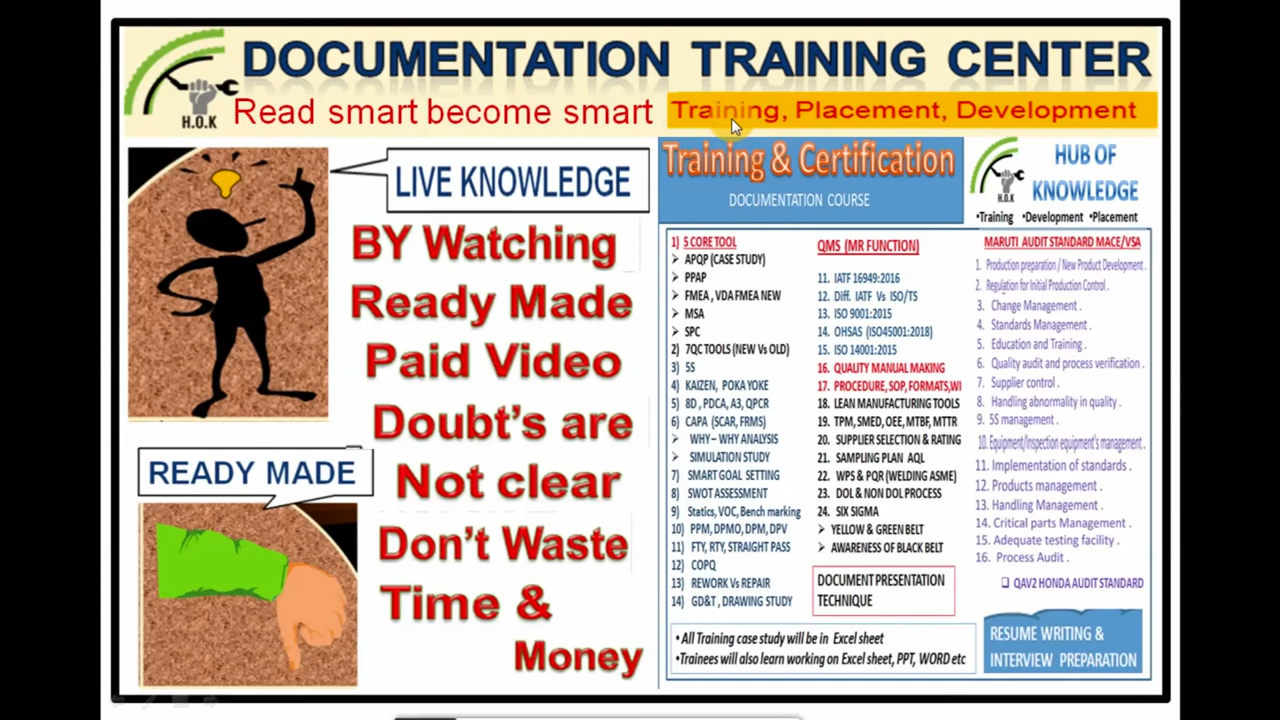 DOCUMENTATION TRAINING CENTER
H.O.K
Read smart become smart
Training, Placement, Development
LIVE KNOWLEDGE
BY Watching
Ready Made
Paid Video
Doubt's are
Not clear
Don't Waste
Time &
Money
READY MADE
Training & Certification
DOCUMENTATION COURSE
H.O.K
HUB OF
KNOWLEDGE
•Training •Development •Placement
1) 5 CORE TOOL
➢ APQP (CASE STUDY)
➢ PPAP
➢ FMEA , VDA FMEA NEW
➢ MSA
➢ SPC
2) 7QC TOOLS (NEW Vs OLD)
3) 5S
4) KAIZEN, POKA YOKE
5) 8D , PDCA, A3, QPCR
6) CAPA (SCAR, FRMS)
➢ WHY – WHY ANALYSIS
➢ SIMULATION STUDY
7) SMART GOAL SETTING
8) SWOT ASSESSMENT
9) Statics, VOC, Bench marking
10) PPM, DPMO, DPM, DPV
11) FTY, RTY, STRAIGHT PASS
12) COPQ
13) REWORK Vs REPAIR
14) GD&T , DRAWING STUDY
QMS (MR FUNCTION)
11. IATF 16949:2016
12. Diff. IATF Vs ISO/TS
13. ISO 9001:2015
14. OHSAS (ISO45001:2018)
15. ISO 14001:2015
16. QUALITY MANUAL MAKING
17. PROCEDURE, SOP, FORMATS,WI
18. LEAN MANUFACTURING TOOLS
19. TPM, SMED, OEE, MTBF, MTTR
20. SUPPLIER SELECTION & RATING
21. SAMPLING PLAN AQL
22. WPS & PQR (WELDING ASME)
23. DOL & NON DOL PROCESS
24. SIX SIGMA
➢ YELLOW & GREEN BELT
➢ AWARENESS OF BLACK BELT
DOCUMENT PRESENTATION
TECHNIQUE
MARUTI AUDIT STANDARD MACE/VSA
1. Production preparation / New Product Development .
2. Regulation for Initial Production Control .
3. Change Management .
4. Standards Management .
5. Education and Training .
6. Quality audit and process verification .
7. Supplier control .
8. Handling abnormality in quality .
9. 5S management .
10. Equipment/Inspection equipment's management .
11. Implementation of standards .
12. Products management .
13. Handling Management .
14. Critical parts Management .
15. Adequate testing facility .
16. Process Audit .
❑ QAV2 HONDA AUDIT STANDARD
• All Training case study will be in Excel sheet
•Trainees will also learn working on Excel sheet, PPT, WORD etc
RESUME WRITING &
INTERVIEW PREPARATION